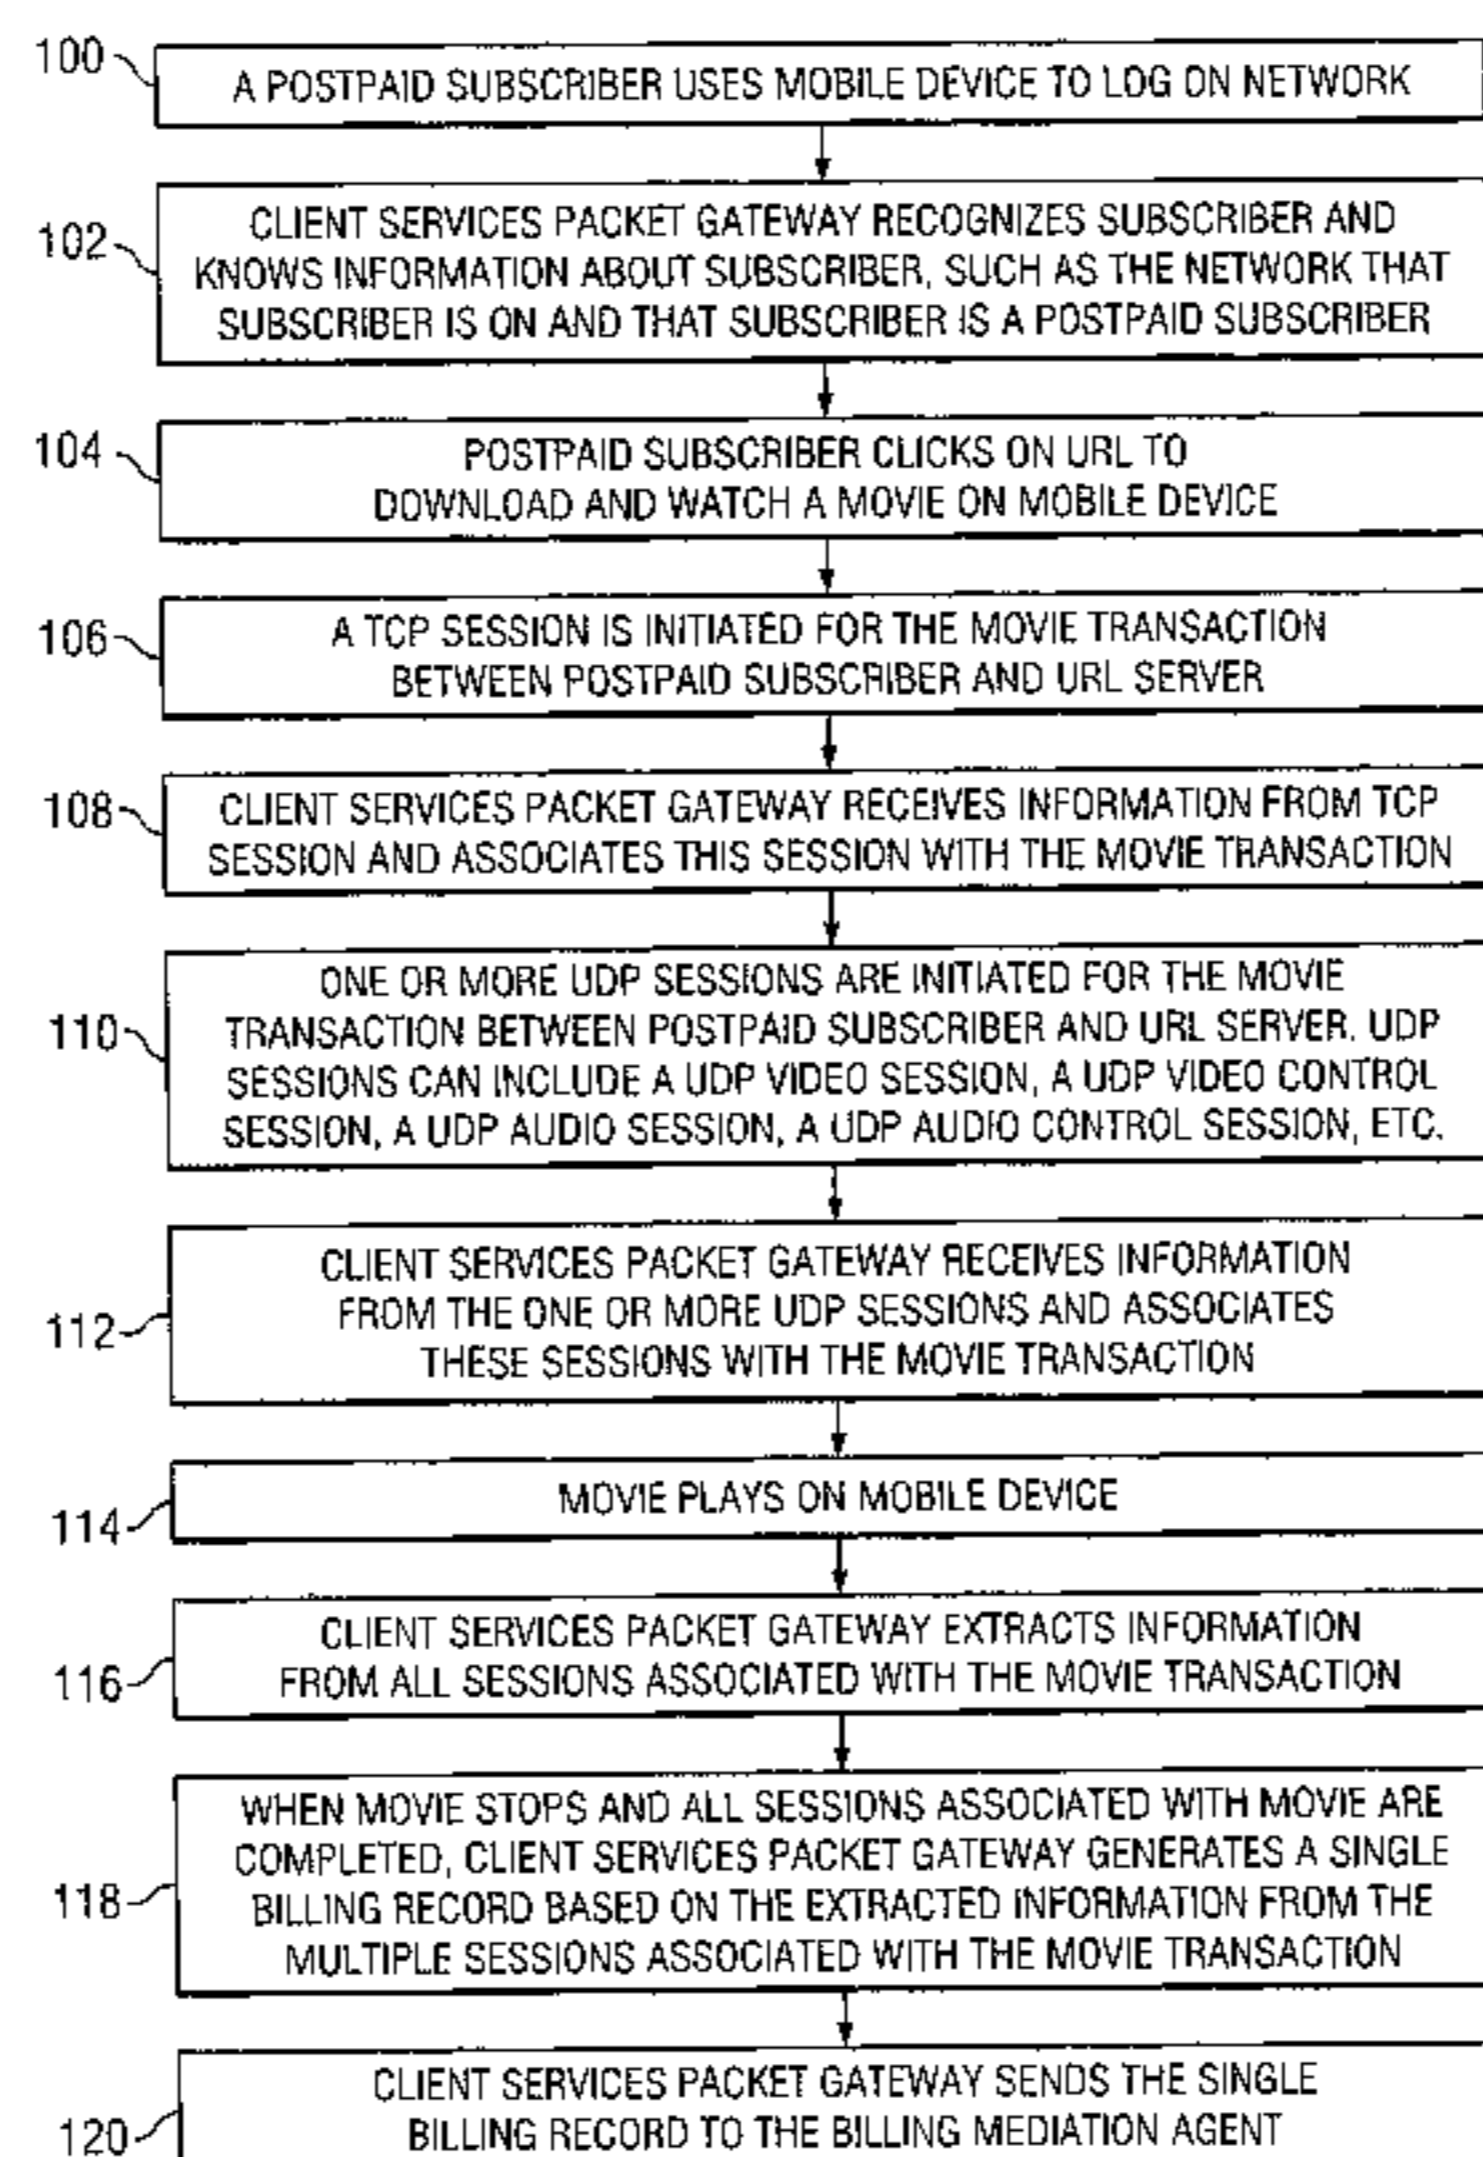 100
A POSTPAID SUBSCRIBER USES MOBILE DEVICE TO LOG ON NETWORK
102
CLIENT SERVICES PACKET GATEWAY RECOGNIZES SUBSCRIBER AND
KNOWS INFORMATION ABOUT SUBSCRIBER, SUCH AS THE NETWORK THAT
SUBSCRIBER IS ON AND THAT SUBSCRIBER IS A POSTPAID SUBSCRIBER
104
POSTPAID SUBSCRIBER CLICKS ON URL TO
DOWNLOAD AND WATCH A MOVIE ON MOBILE DEVICE
106
A TCP SESSION IS INITIATED FOR THE MOVIE TRANSACTION
BETWEEN POSTPAID SUBSCRIBER AND URL SERVER
108
CLIENT SERVICES PACKET GATEWAY RECEIVES INFORMATION FROM TCP
SESSION AND ASSOCIATES THIS SESSION WITH THE MOVIE TRANSACTION
110
ONE OR MORE UDP SESSIONS ARE INITIATED FOR THE MOVIE
TRANSACTION BETWEEN POSTPAID SUBSCRIBER AND URL SERVER. UDP
SESSIONS CAN INCLUDE A UDP VIDEO SESSION, A UDP VIDEO CONTROL
SESSION, A UDP AUDIO SESSION, A UDP AUDIO CONTROL SESSION, ETC.
112
CLIENT SERVICES PACKET GATEWAY RECEIVES INFORMATION
FROM THE ONE OR MORE UDP SESSIONS AND ASSOCIATES
THESE SESSIONS WITH THE MOVIE TRANSACTION
114
MOVIE PLAYS ON MOBILE DEVICE
116
CLIENT SERVICES PACKET GATEWAY EXTRACTS INFORMATION
FROM ALL SESSIONS ASSOCIATED WITH THE MOVIE TRANSACTION
118
WHEN MOVIE STOPS AND ALL SESSIONS ASSOCIATED WITH MOVIE ARE
COMPLETED, CLIENT SERVICES PACKET GATEWAY GENERATES A SINGLE
BILLING RECORD BASED ON THE EXTRACTED INFORMATION FROM THE
MULTIPLE SESSIONS ASSOCIATED WITH THE MOVIE TRANSACTION
120
CLIENT SERVICES PACKET GATEWAY SENDS THE SINGLE
BILLING RECORD TO THE BILLING MEDIATION AGENT